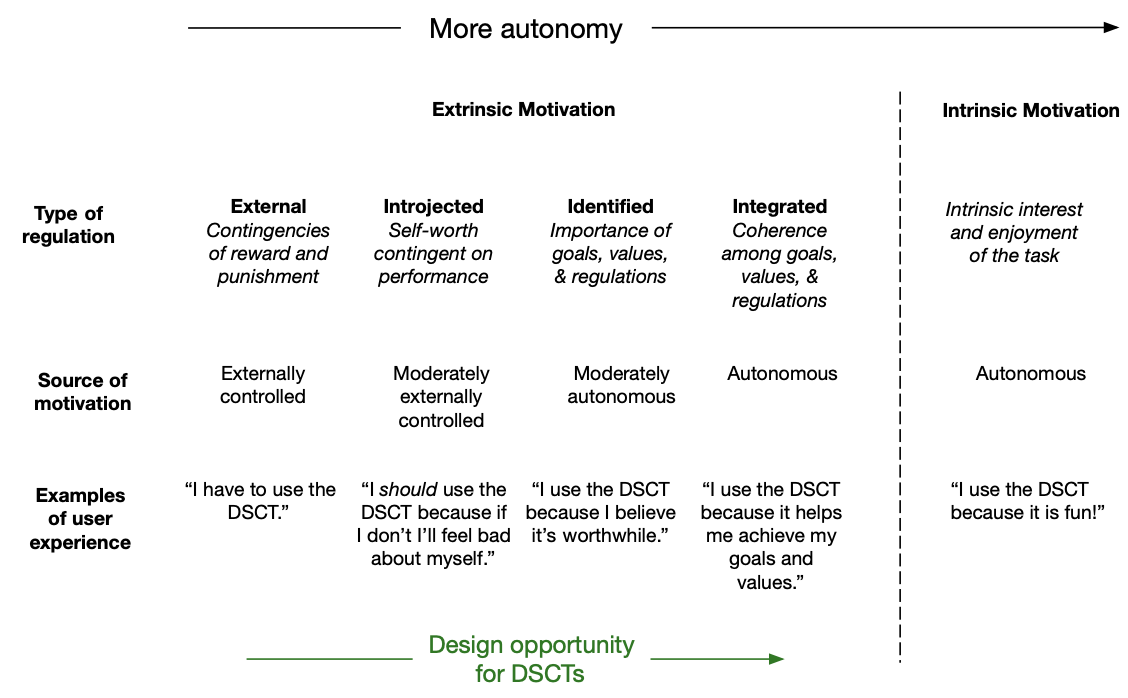 More autonomy
Extrinsic Motivation
Intrinsic Motivation
Type of
regulation
External
Contingencies
of reward and
punishment
Introjected
Self-worth
contingent on
performance
Identified
Importance of
goals, values,
& regulations
Integrated
Coherence
among goals,
values, &
regulations
Intrinsic interest
and enjoyment
of the task
Source of
motivation
Externally
controlled
Moderately
externally
controlled
Moderately
autonomous
Autonomous
Autonomous
Examples
of user
experience
“I have to use the
DSCT.”
“I should use the
DSCT because if
I don’t I’ll feel bad
about myself.”
“I use the DSCT
because I believe
it’s worthwhile.”
“I use the DSCT
because it helps
me achieve my
goals and
values.”
“I use the DSCT
because it is fun!”
Design opportunity
for DSCTs